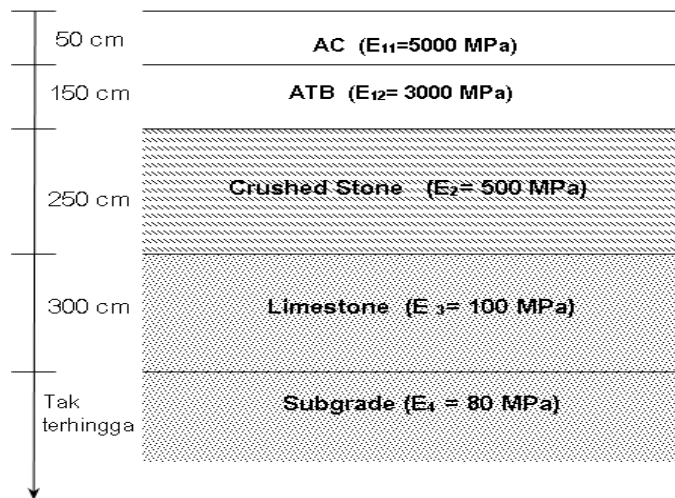 50 cm
AC (E₁₁=5000 MPa)
150 cm
ATB (E₁₂= 3000 MPa)
250 cm
Crushed Stone (E₂= 500 MPa)
300 cm
Limestone (E ₃= 100 MPa)
Tak
terhingga
Subgrade (E₄ = 80 MPa)